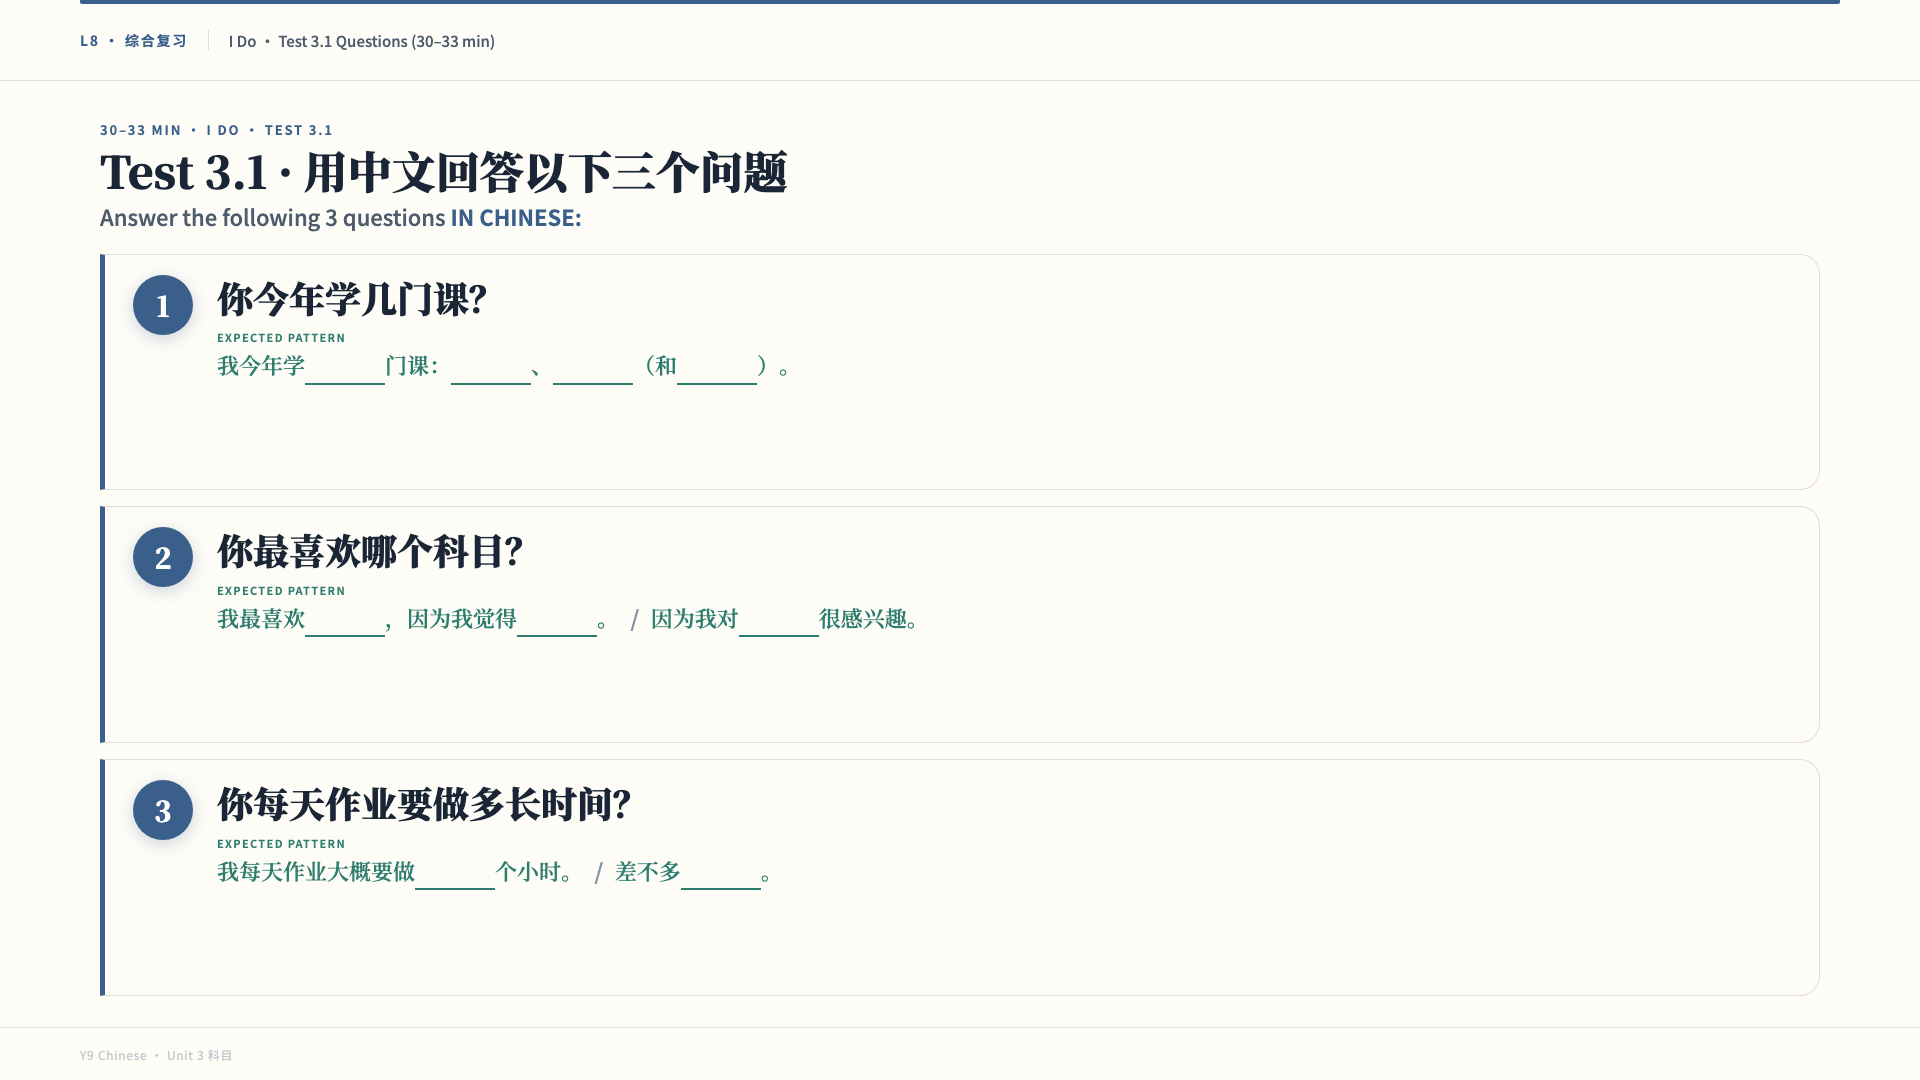 L8 • 综合复习
I Do • Test 3.1 Questions (30–33 min)
30–33 MIN • I DO • TEST 3.1
Test 3.1 · 用中文回答以下三个问题
Answer the following 3 questions IN CHINESE:
1
你今年学几门课?
EXPECTED PATTERN
我今年学______门课：______、______（和______）。
2
你最喜欢哪个科目?
EXPECTED PATTERN
我最喜欢______，因为我觉得______。 / 因为我对______很感兴趣。
3
你每天作业要做多长时间?
EXPECTED PATTERN
我每天作业大概要做______个小时。 / 差不多______。
Y9 Chinese • Unit 3 科目